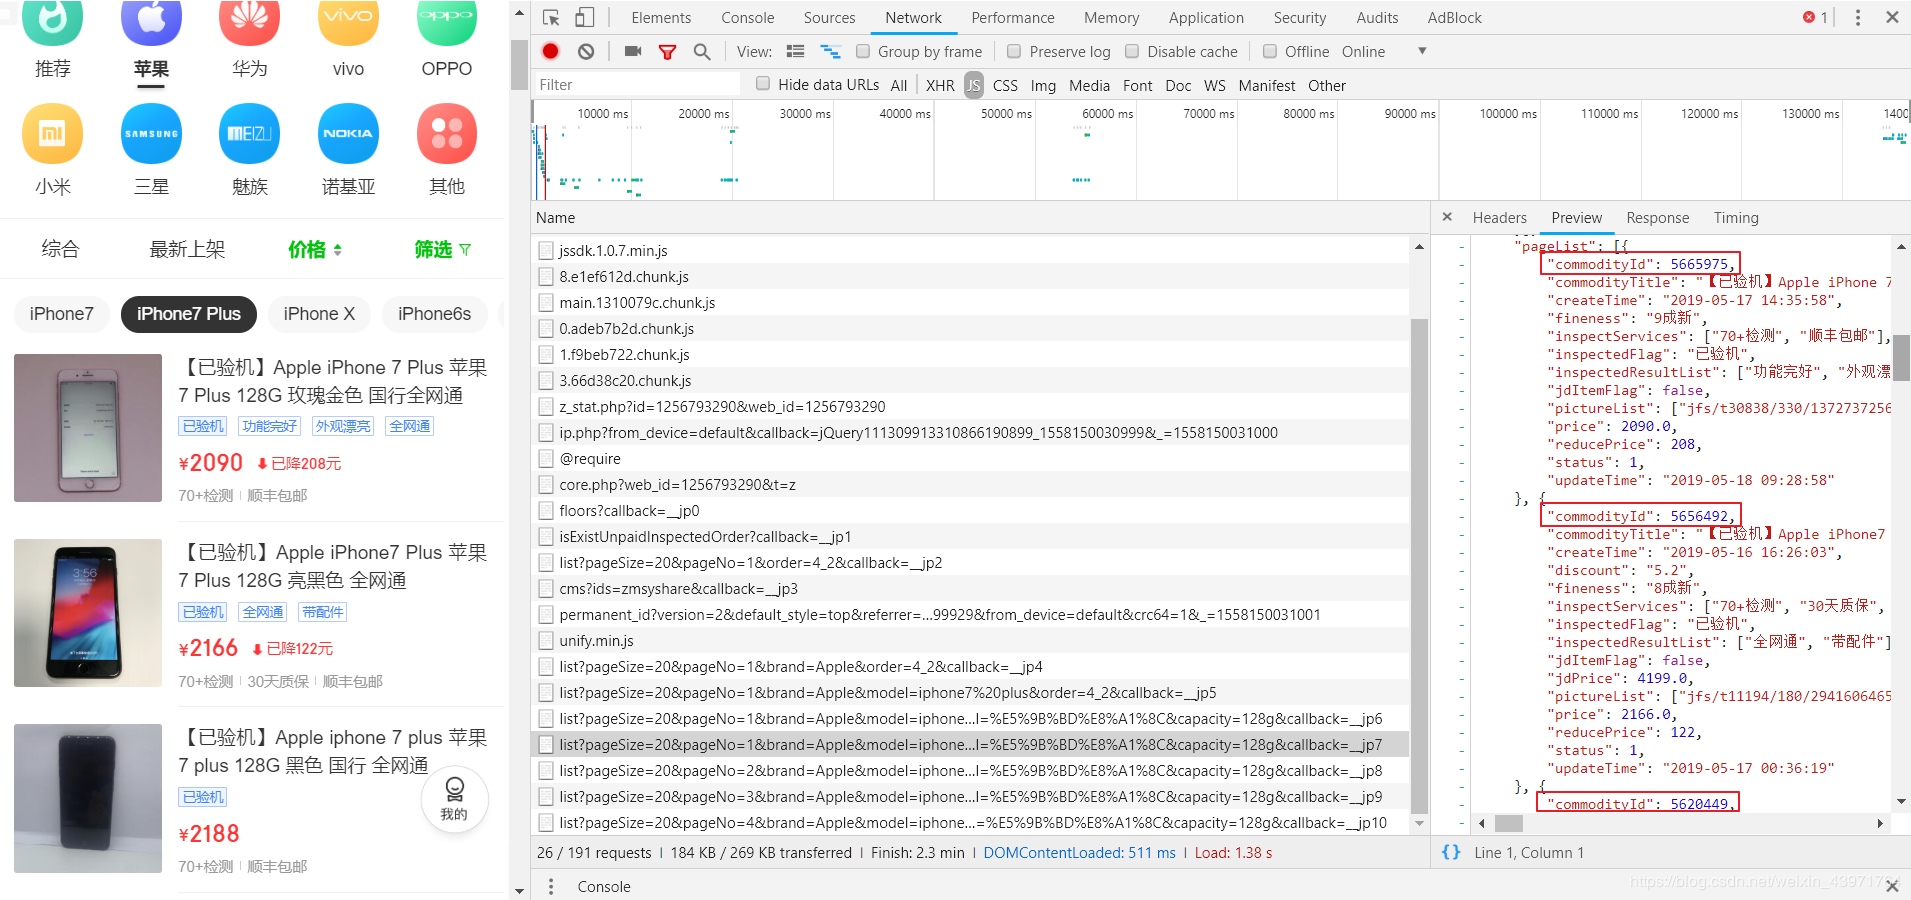 vivo
oppo
推荐
苹果
华为
vivo
OPPO
SAMSUNG
MEIZU
NOKIA
小米
三星
魅族
诺基亚
其他
综合
最新上架
价格
筛选
iPhone7
iPhone7 Plus
iPhone X
iPhone6s
【已验机】Apple iPhone 7 Plus 苹果
7 Plus 128G 玫瑰金色 国行全网通
已验机 功能完好 外观漂亮 全网通
¥2090 已降208元
70+检测 | 顺丰包邮
3:56
【已验机】Apple iPhone7 Plus 苹果
7 Plus 128G 亮黑色 全网通
已验机 全网通 带配件
¥2166 已降122元
70+检测 | 30天质保 | 顺丰包邮
【已验机】Apple iphone 7 plus 苹果
7 plus 128G 黑色 国行 全网通
已验机
我的
¥2188
70+检测 | 顺丰包邮
Elements Console Sources Network Performance Memory Application Security Audits AdBlock 1
View: Group by frame Preserve log Disable cache Offline Online
Filter Hide data URLs All XHR JS CSS Img Media Font Doc WS Manifest Other
10000 ms 20000 ms 30000 ms 40000 ms 50000 ms 60000 ms 70000 ms 80000 ms 90000 ms 100000 ms 110000 ms 120000 ms 130000 ms 1400
Name
jssdk.1.0.7.min.js
8.e1ef612d.chunk.js
main.1310079c.chunk.js
0.adeb7b2d.chunk.js
1.f9beb722.chunk.js
3.66d38c20.chunk.js
z_stat.php?id=1256793290&web_id=1256793290
ip.php?from_device=default&callback=jQuery111309913310866190899_1558150030999&_=1558150031000
@require
core.php?web_id=1256793290&t=z
floors?callback=__jp0
isExistUnpaidInspectedOrder?callback=__jp1
list?pageSize=20&pageNo=1&order=4_2&callback=__jp2
cms?ids=zmsyshare&callback=__jp3
permanent_id?version=2&default_style=top&referrer=...99929&from_device=default&crc64=1&_=1558150031001
unify.min.js
list?pageSize=20&pageNo=1&brand=Apple&order=4_2&callback=__jp4
list?pageSize=20&pageNo=1&brand=Apple&model=iphone7%20plus&order=4_2&callback=__jp5
list?pageSize=20&pageNo=1&brand=Apple&model=iphone...l=%E5%9B%BD%E8%A1%8C&capacity=128g&callback=__jp6
list?pageSize=20&pageNo=1&brand=Apple&model=iphone...l=%E5%9B%BD%E8%A1%8C&capacity=128g&callback=__jp7
list?pageSize=20&pageNo=2&brand=Apple&model=iphone...l=%E5%9B%BD%E8%A1%8C&capacity=128g&callback=__jp8
list?pageSize=20&pageNo=3&brand=Apple&model=iphone...l=%E5%9B%BD%E8%A1%8C&capacity=128g&callback=__jp9
list?pageSize=20&pageNo=4&brand=Apple&model=iphone...=%E5%9B%BD%E8%A1%8C&capacity=128g&callback=__jp10
26 / 191 requests | 184 KB / 269 KB transferred | Finish: 2.3 min | DOMContentLoaded: 511 ms | Load: 1.38 s
Console
Headers Preview Response Timing
"pageList": [{
"commodityId": 5665975,
"commodityTitle": "【已验机】Apple iPhone 7
"createTime": "2019-05-17 14:35:58",
"fineness": "9成新",
"inspectServices": ["70+检测", "顺丰包邮"],
"inspectedFlag": "已验机",
"inspectedResultList": ["功能完好", "外观漂
"jdItemFlag": false,
"pictureList": ["jfs/t30838/330/1372737256
"price": 2090.0,
"reducePrice": 208,
"status": 1,
"updateTime": "2019-05-18 09:28:58"
}, {
"commodityId": 5656492,
"commodityTitle": "【已验机】Apple iPhone7
"createTime": "2019-05-16 16:26:03",
"discount": "5.2",
"fineness": "8成新",
"inspectServices": ["70+检测", "30天质保",
"inspectedFlag": "已验机",
"inspectedResultList": ["全网通", "带配件"]
"jdItemFlag": false,
"jdPrice": 4199.0,
"pictureList": ["jfs/t11194/180/2941606465
"price": 2166.0,
"reducePrice": 122,
"status": 1,
"updateTime": "2019-05-17 00:36:19"
}, {
"commodityId": 5620449,
{} Line 1, Column 1